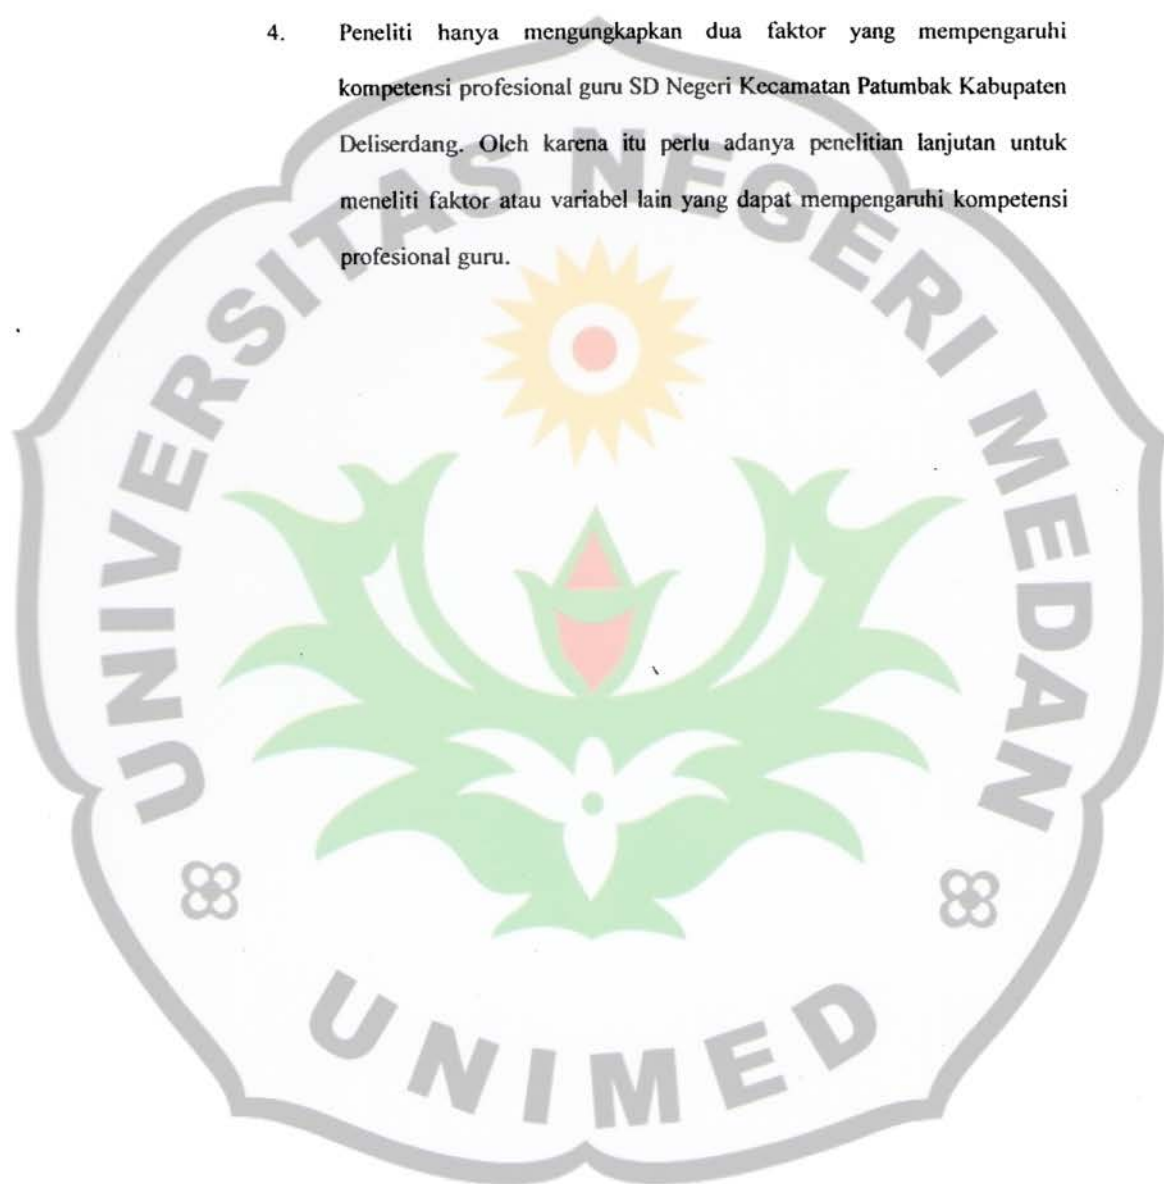 4. Peneliti hanya mengungkapkan dua faktor yang mempengaruhi
kompetensi profesional guru SD Negeri Kecamatan Patumbak Kabupaten
Deliserdang. Oleh karena itu perlu adanya penelitian lanjutan untuk
meneliti faktor atau variabel lain yang dapat mempengaruhi kompetensi
profesional guru.
UNIVERSITAS NEGERI MEDAN
UNIMED